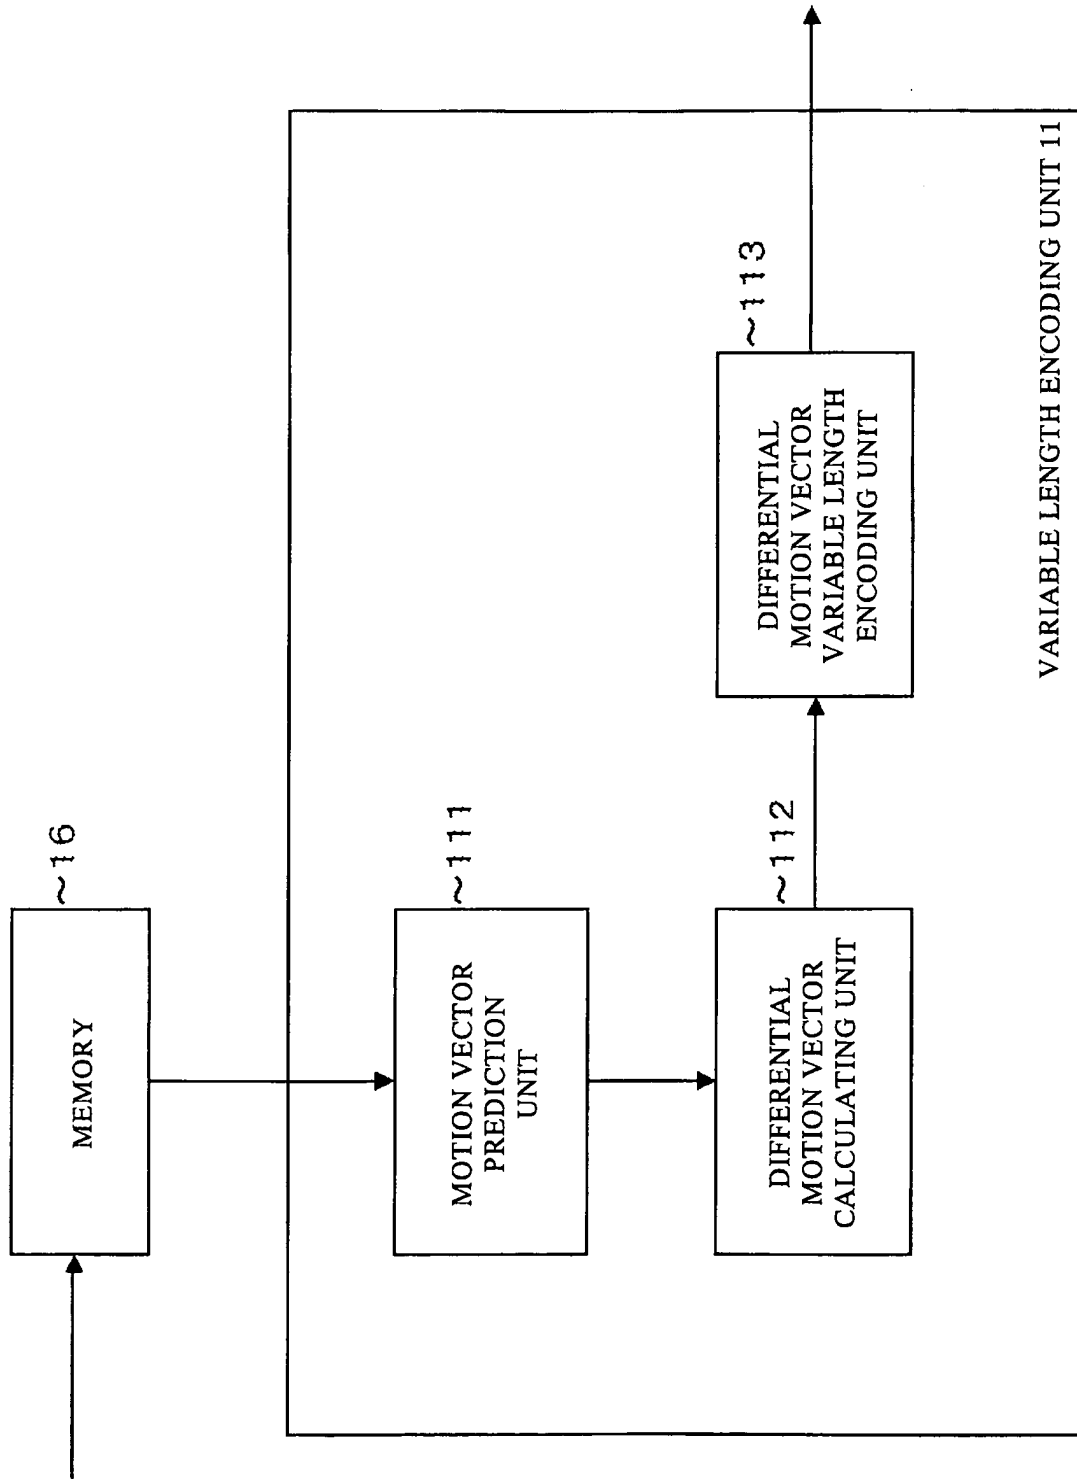 MEMORY
~16
MOTION VECTOR
PREDICTION
UNIT
~111
DIFFERENTIAL
MOTION VECTOR
CALCULATING UNIT
~112
DIFFERENTIAL
MOTION VECTOR
VARIABLE LENGTH
ENCODING UNIT
~113
VARIABLE LENGTH ENCODING UNIT 11